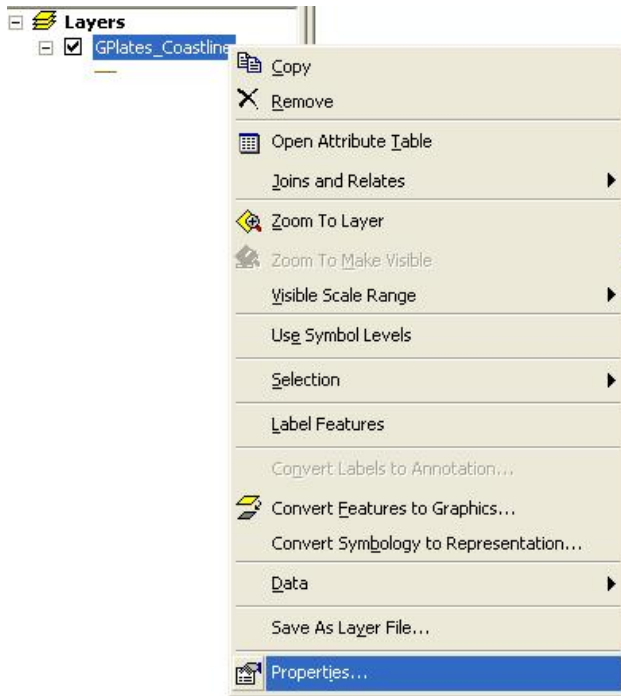 Layers
GPlates_Coastline
Copy
Remove
Open Attribute Table
Joins and Relates
Zoom To Layer
Zoom To Make Visible
Visible Scale Range
Use Symbol Levels
Selection
Label Features
Convert Labels to Annotation...
Convert Features to Graphics...
Convert Symbology to Representation...
Data
Save As Layer File...
Properties...